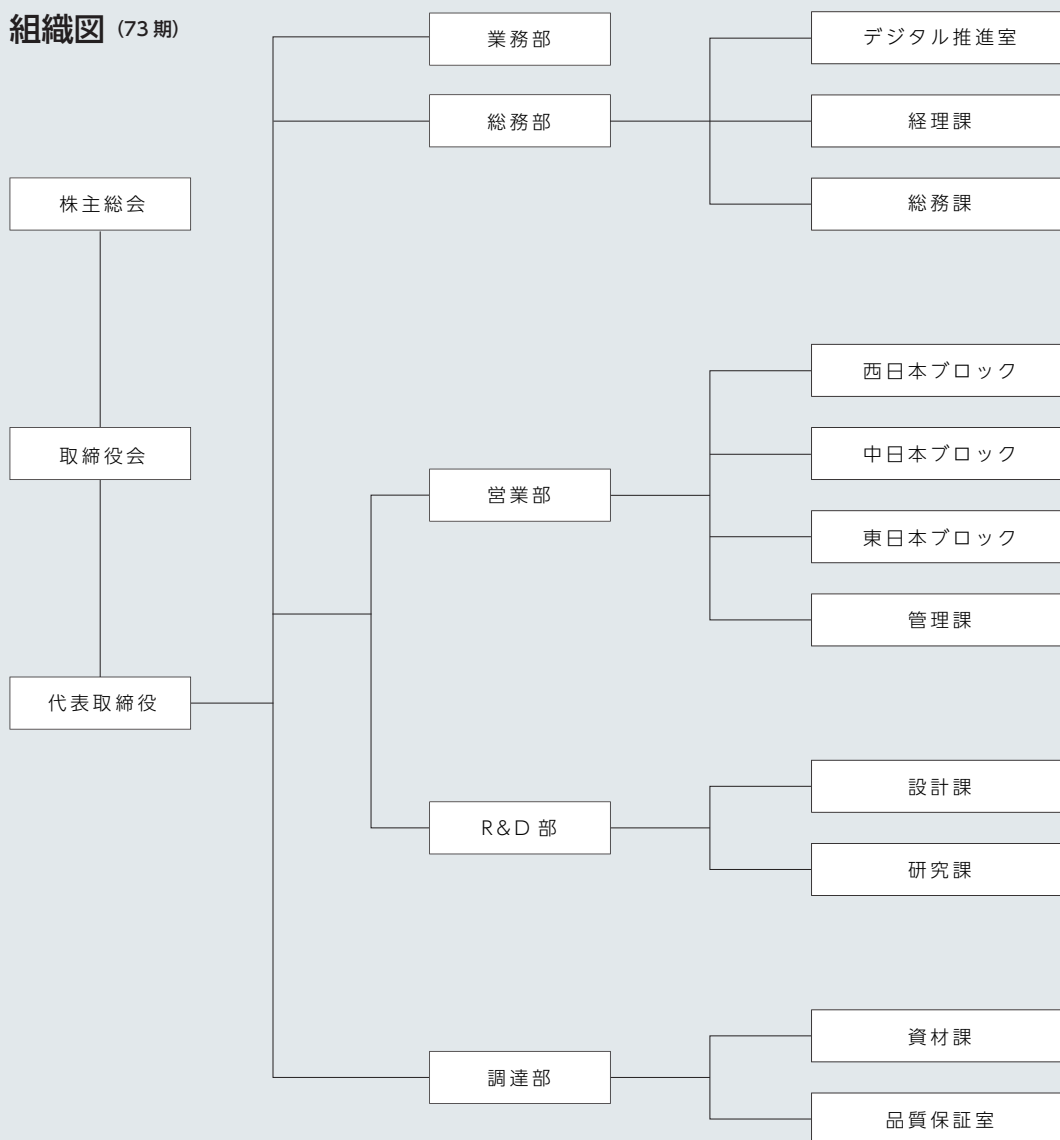 組織図 (73期)
業務部
デジタル推進室
総務部
経理課
株主総会
総務課
西日本ブロック
取締役会
中日本ブロック
営業部
東日本ブロック
管理課
代表取締役
設計課
R&D 部
研究課
資材課
調達部
品質保証室